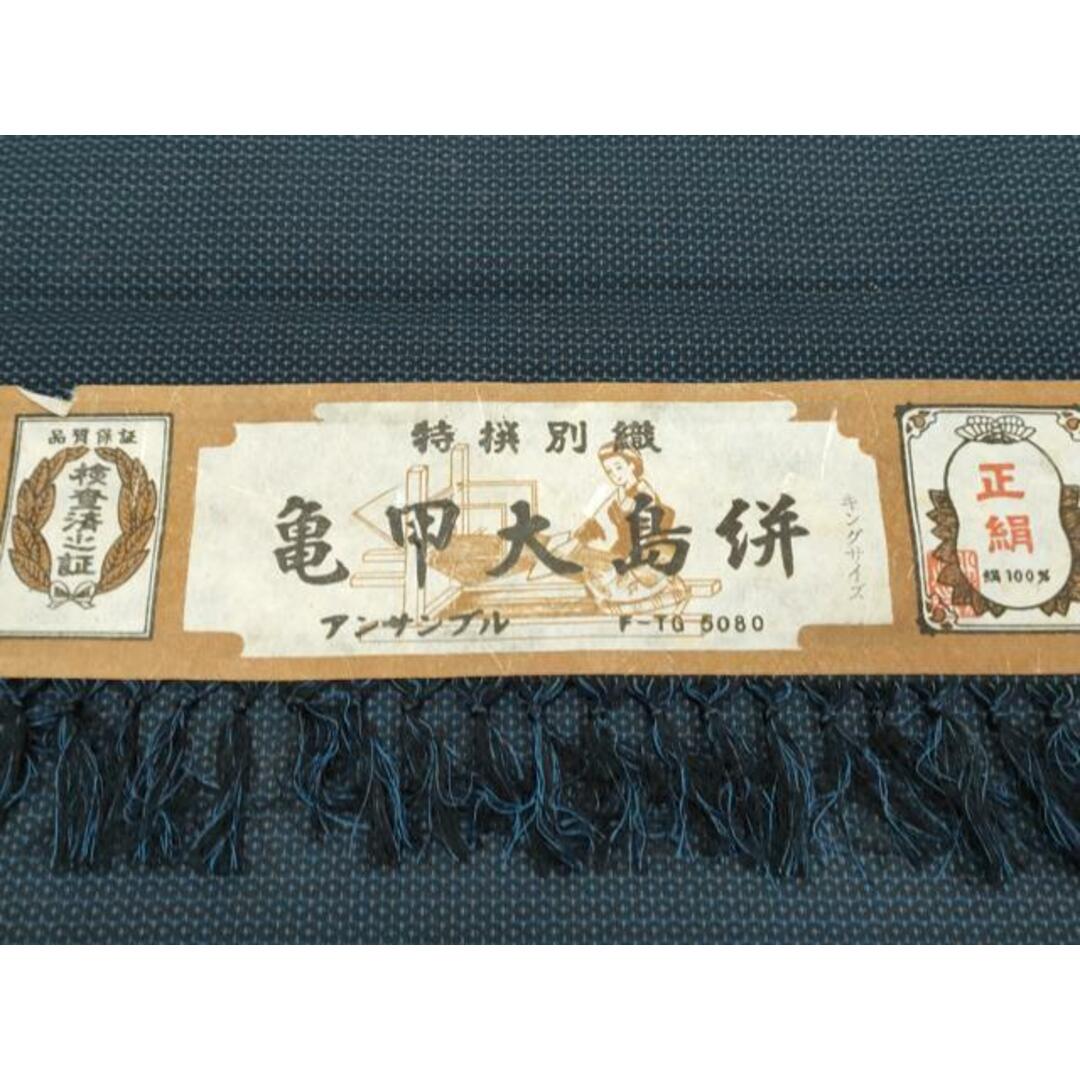 品質保証
検査済之証
特撰別織
亀甲大島絣
キングサイズ
アンサンブル F-TG 5080
正絹
絹100%